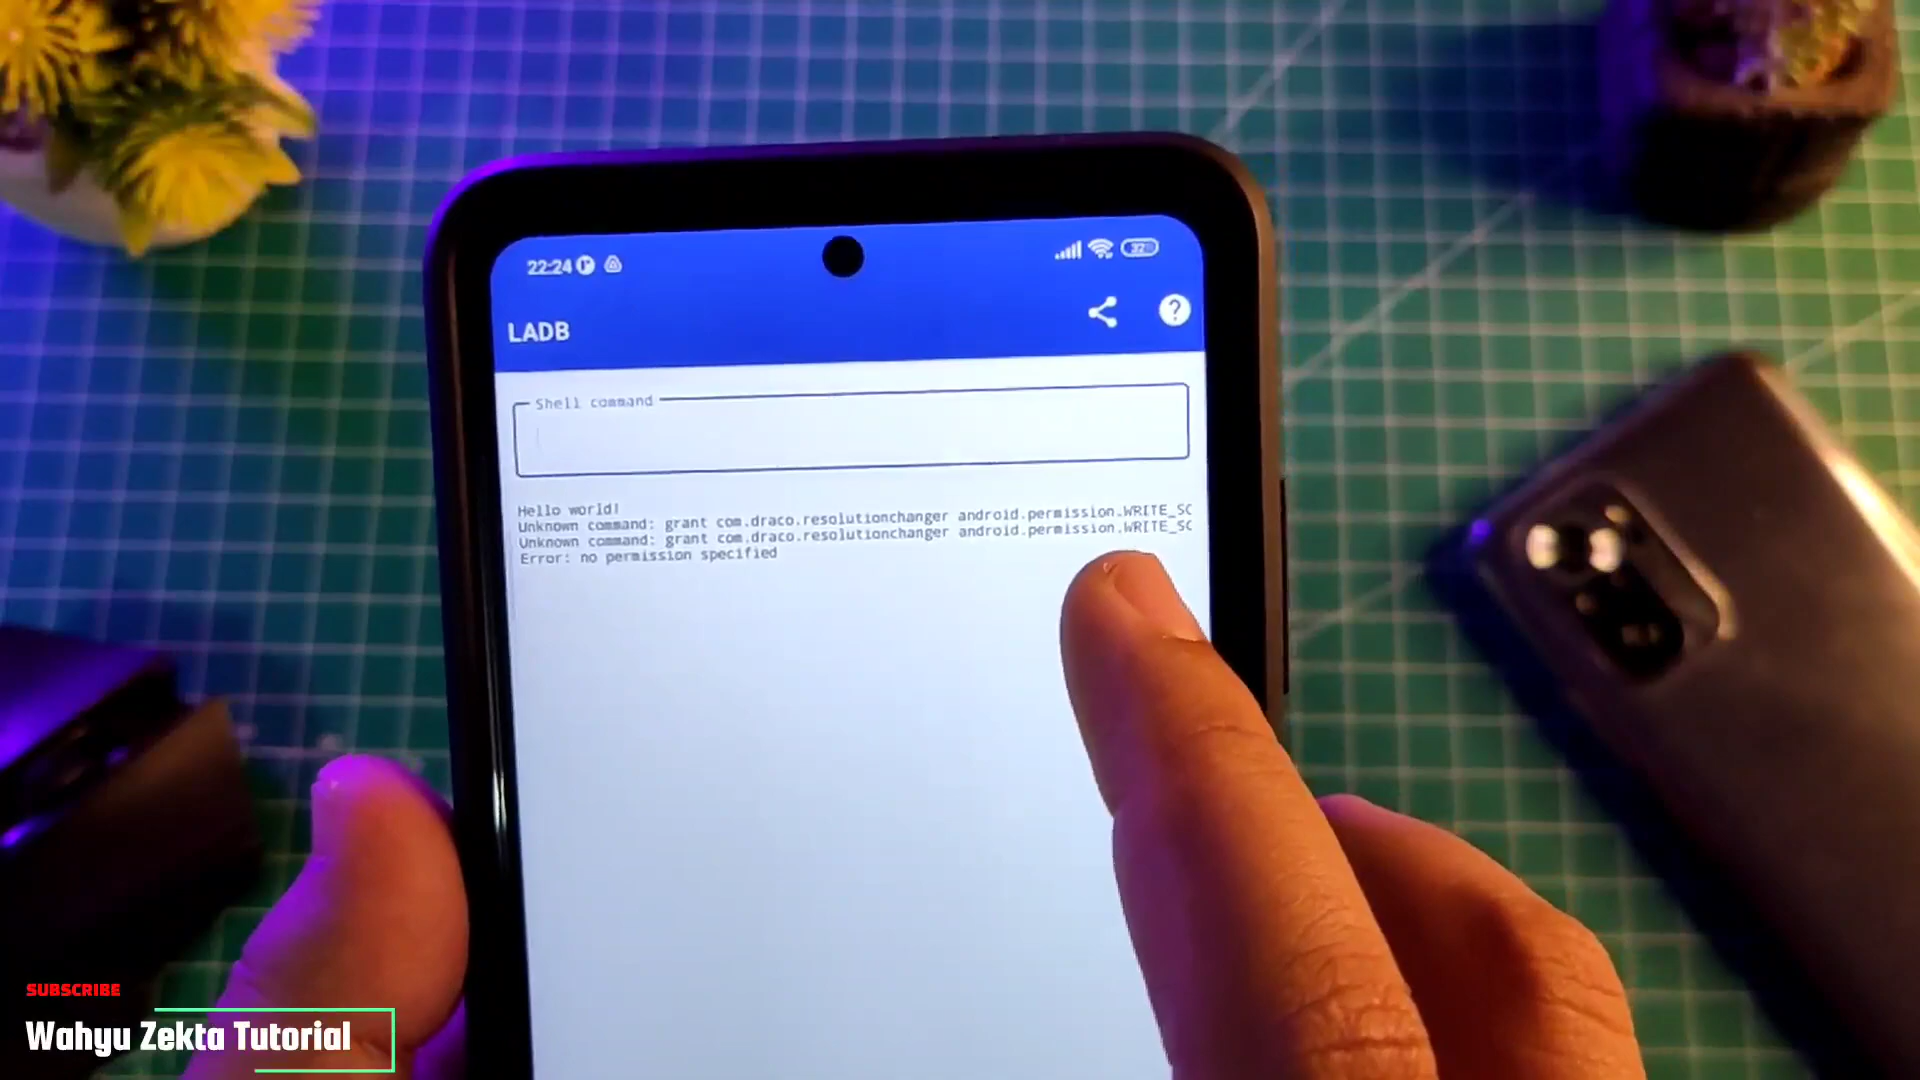 22:24
32
LADB
Shell command
Hello world!
Unknown command: grant com.draco.resolutionchanger android.permission.WRITE_SC
Unknown command: grant com.draco.resolutionchanger android.permission.WRITE_SC
Error: no permission specified
SUBSCRIBE
Wahyu Zekta Tutorial